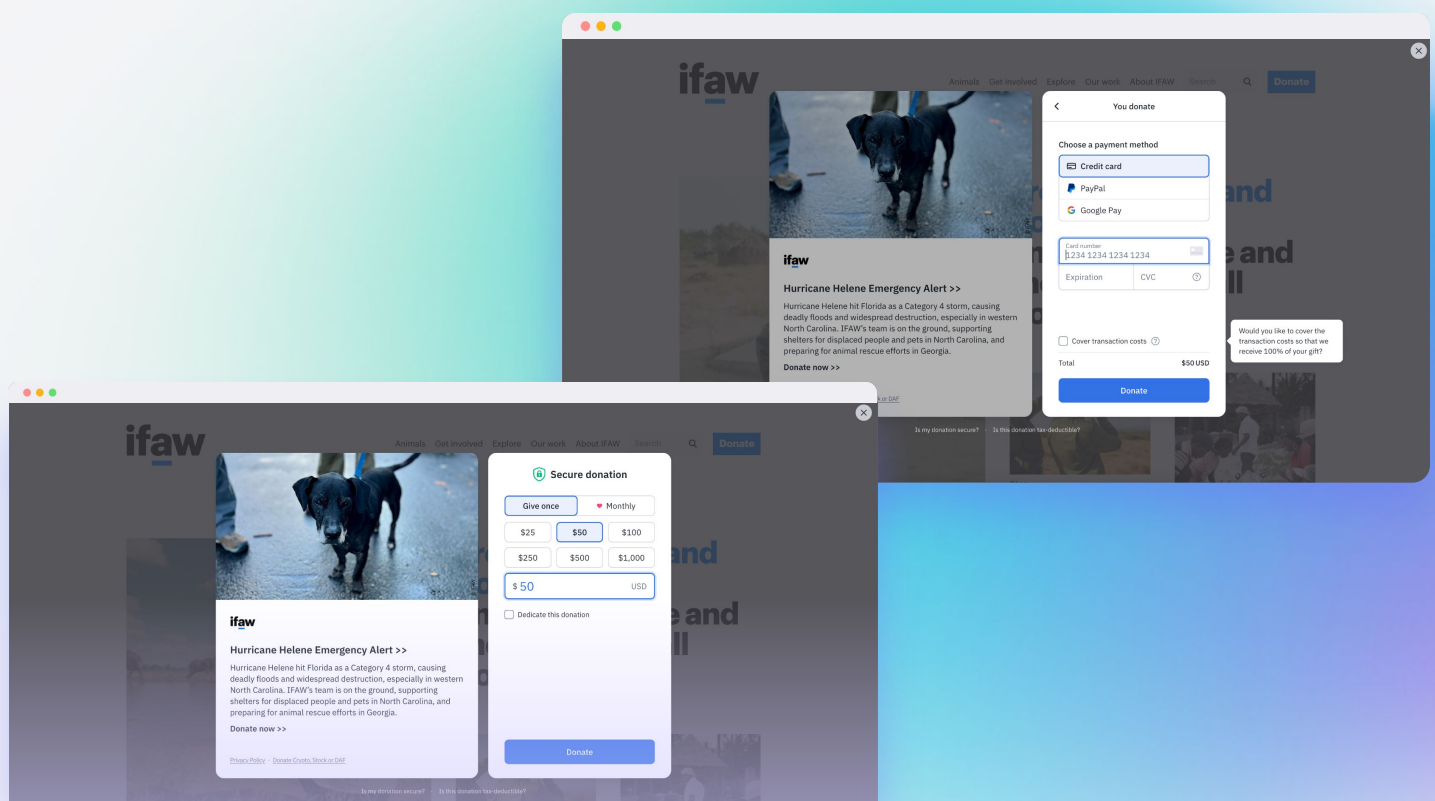 ifaw
Animals Get involved Explore Our work About IFAW Search Donate
You donate
Choose a payment method
Credit card
PayPal
Google Pay
Card number
1234 1234 1234 1234
Expiration CVC
Cover transaction costs
Total $50 USD
Donate
Would you like to cover the
transaction costs so that we
receive 100% of your gift?
ifaw
Hurricane Helene Emergency Alert >>
Hurricane Helene hit Florida as a Category 4 storm, causing
deadly floods and widespread destruction, especially in western
North Carolina. IFAW's team is on the ground, supporting
shelters for displaced people and pets in North Carolina, and
preparing for animal rescue efforts in Georgia.
Donate now >>
or DAF
Is my donation secure? · Is this donation tax-deductible?
and
e and
ll
ifaw
Animals Get involved Explore Our work About IFAW Search Donate
Secure donation
Give once Monthly
$25 $50 $100
$250 $500 $1,000
$ 50 USD
Dedicate this donation
Donate
ifaw
Hurricane Helene Emergency Alert >>
Hurricane Helene hit Florida as a Category 4 storm, causing
deadly floods and widespread destruction, especially in western
North Carolina. IFAW's team is on the ground, supporting
shelters for displaced people and pets in North Carolina, and
preparing for animal rescue efforts in Georgia.
Donate now >>
Privacy Policy · Donate Crypto, Stock or DAF
Is my donation secure? · Is this donation tax-deductible?
and
e and
ll